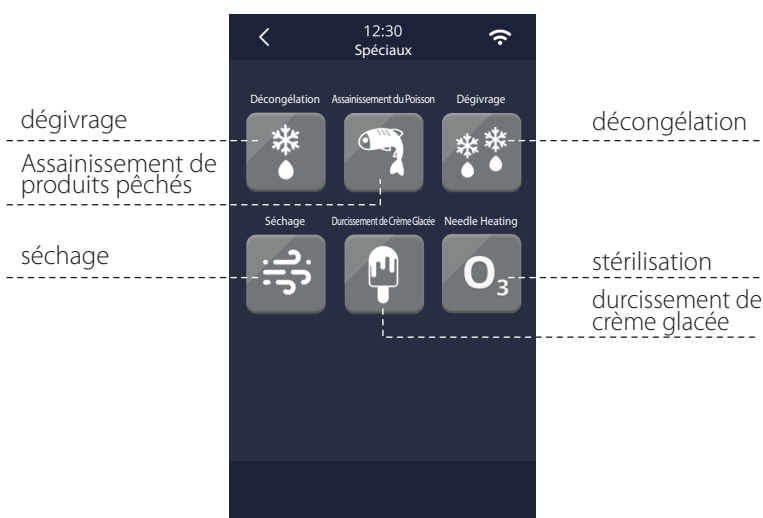 12:30
Spéciaux
Décongélation
Assainissement du Poisson
Dégivrage
dégivrage
décongélation
Assainissement de
produits pêchés
Séchage
Durcissement de Crème Glacée
Needle Heating
séchage
O3
stérilisation
durcissement de
crème glacée